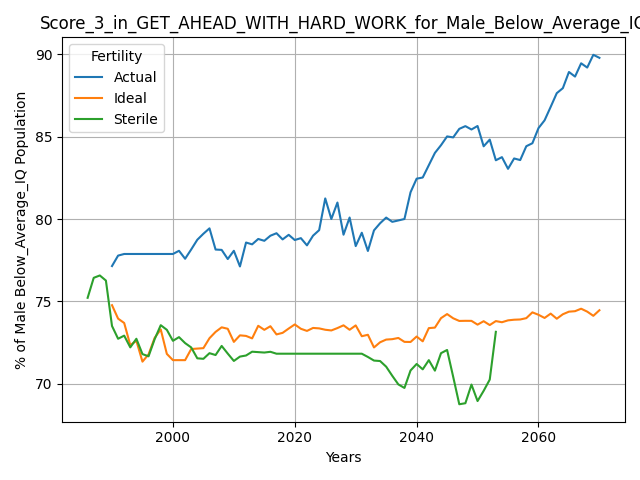 Score_3_in_GET_AHEAD_WITH_HARD_WORK_for_Male_Below_Average_IQ
% of Male Below_Average_IQ Population
90
85
80
75
70
Fertility
Actual
Ideal
Sterile
2000
2020
2040
2060
Years